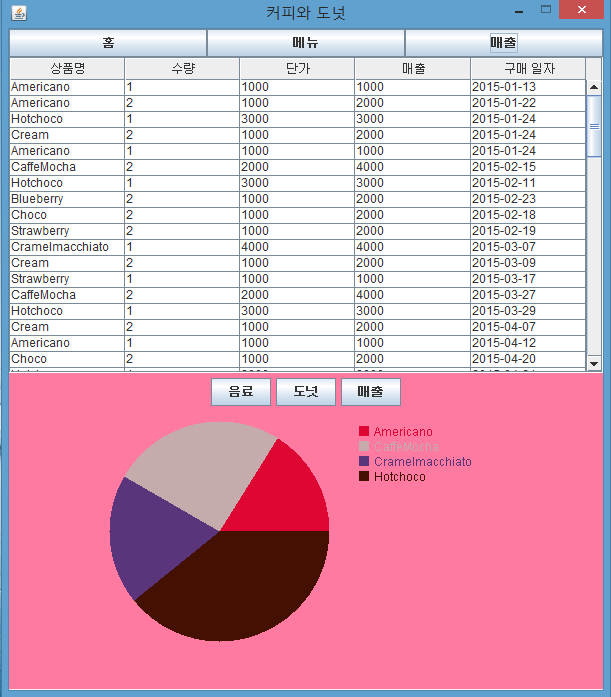 커피와 도넛
홈 메뉴 매출
상품명 수량 단가 매출 구매 일자
Americano 1 1000 1000 2015-01-13
Americano 2 1000 2000 2015-01-22
Hotchoco 1 3000 3000 2015-01-24
Cream 2 1000 2000 2015-01-24
Americano 1 1000 1000 2015-01-24
CaffeMocha 2 2000 4000 2015-02-15
Hotchoco 1 3000 3000 2015-02-11
Blueberry 2 1000 2000 2015-02-23
Choco 2 1000 2000 2015-02-18
Strawberry 2 1000 2000 2015-02-19
Cramelmacchiato 1 4000 4000 2015-03-07
Cream 2 1000 2000 2015-03-09
Strawberry 1 1000 1000 2015-03-17
CaffeMocha 2 2000 4000 2015-03-27
Hotchoco 1 3000 3000 2015-03-29
Cream 2 1000 2000 2015-04-07
Americano 1 1000 1000 2015-04-12
Choco 2 1000 2000 2015-04-20
음료 도넛 매출
Americano
CaffeMocha
Cramelmacchiato
Hotchoco